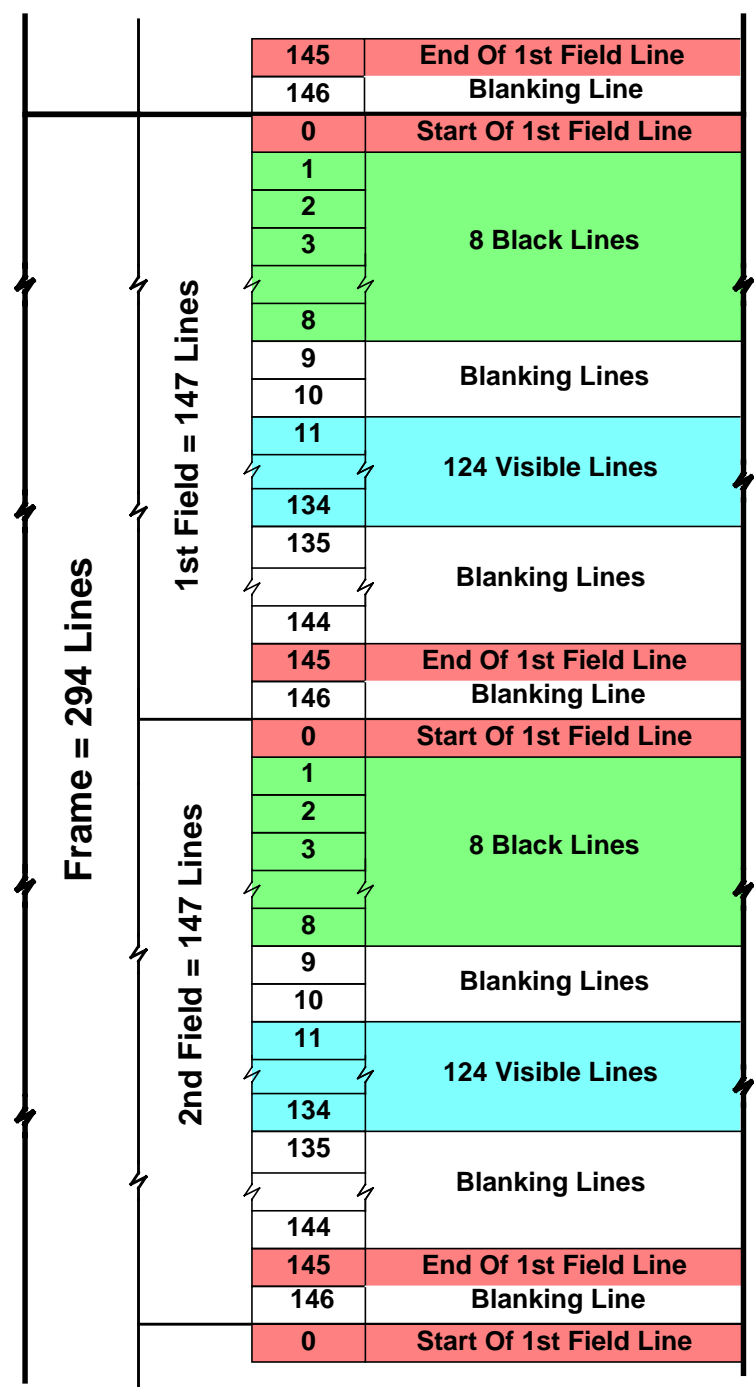 145 End Of 1st Field Line
146 Blanking Line
0 Start Of 1st Field Line
1
2
3 8 Black Lines
8
9
10 Blanking Lines
11
124 Visible Lines
134
135
Blanking Lines
144
145 End Of 1st Field Line
146 Blanking Line
0 Start Of 1st Field Line
1
2
3 8 Black Lines
8
9
10 Blanking Lines
11
124 Visible Lines
134
135
Blanking Lines
144
145 End Of 1st Field Line
146 Blanking Line
0 Start Of 1st Field Line
Frame = 294 Lines
1st Field = 147 Lines
2nd Field = 147 Lines